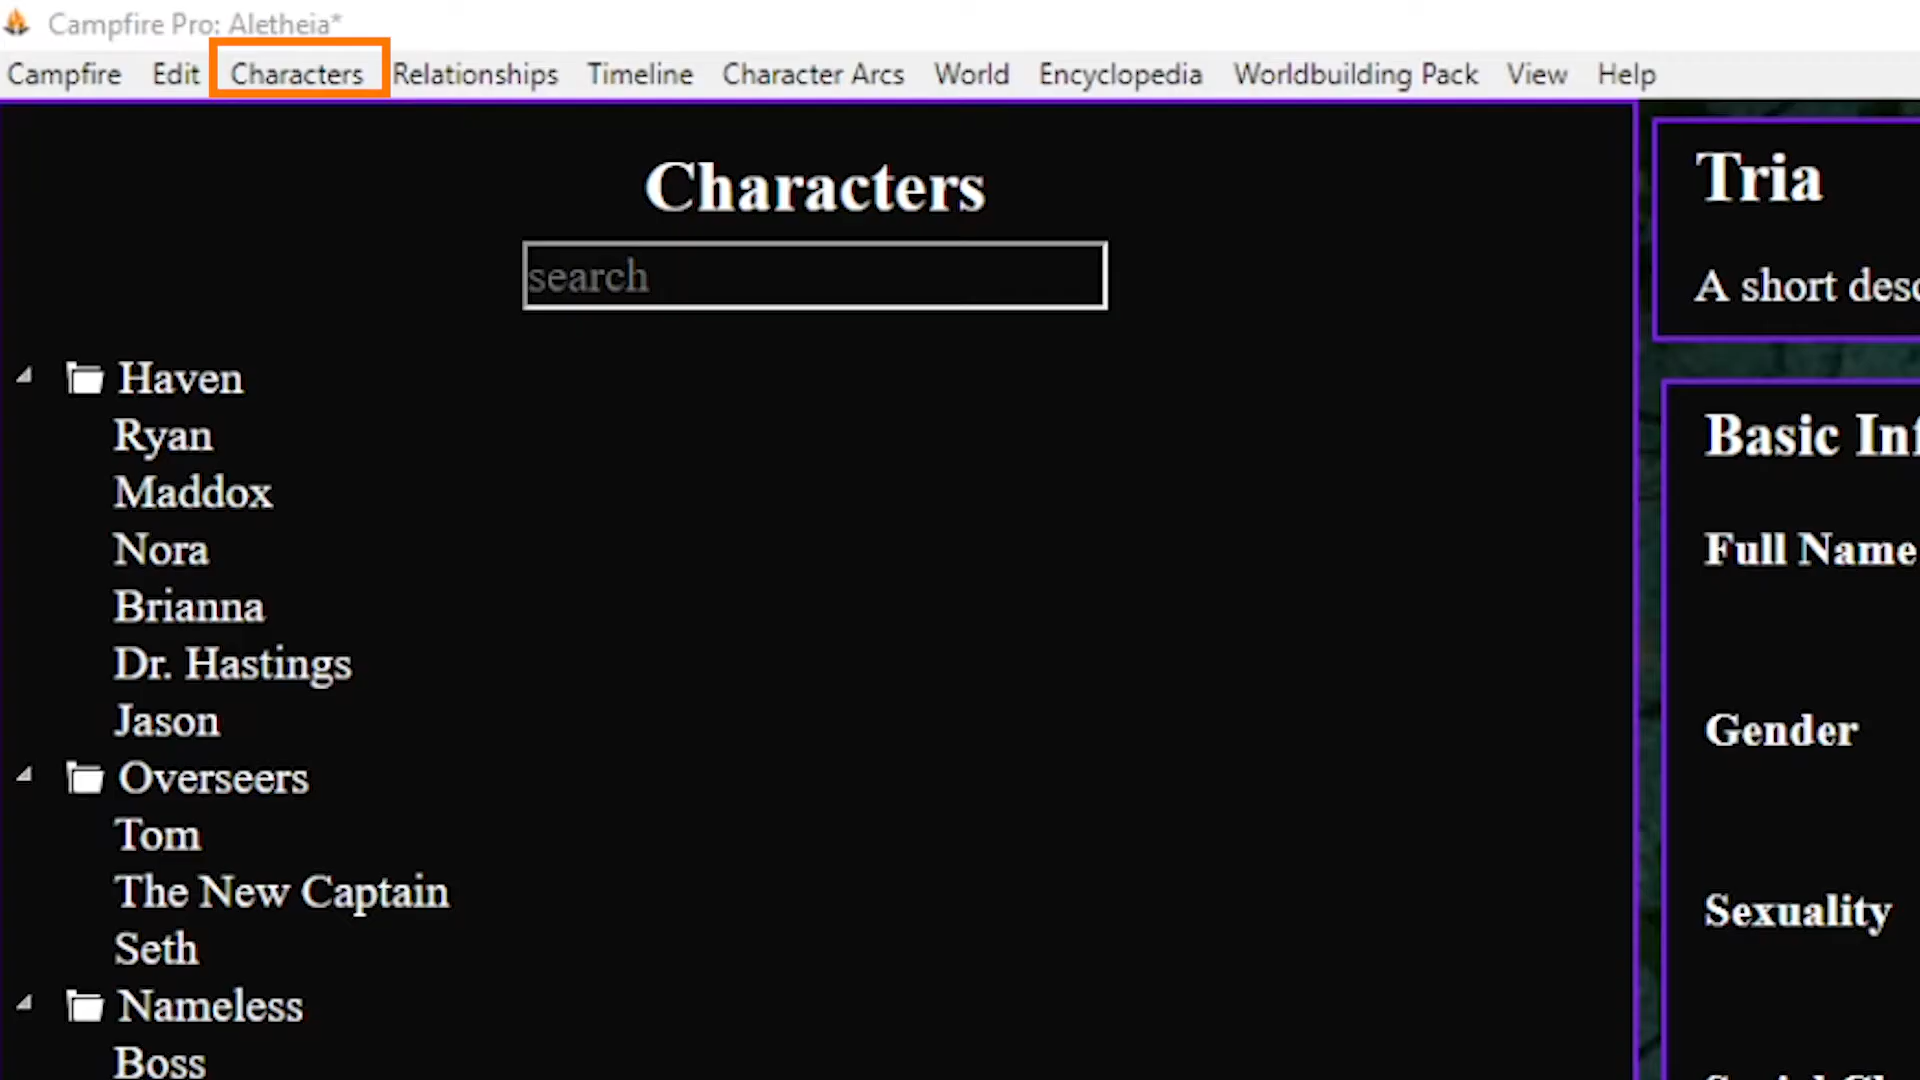 Campfire Pro: Aletheia*
Campfire Edit Characters Relationships Timeline Character Arcs World Encyclopedia Worldbuilding Pack View Help
Characters
search
Haven
Ryan
Maddox
Nora
Brianna
Dr. Hastings
Jason
Overseers
Tom
The New Captain
Seth
Nameless
Boss
Tria
A short desc
Basic Inf
Full Name
Gender
Sexuality